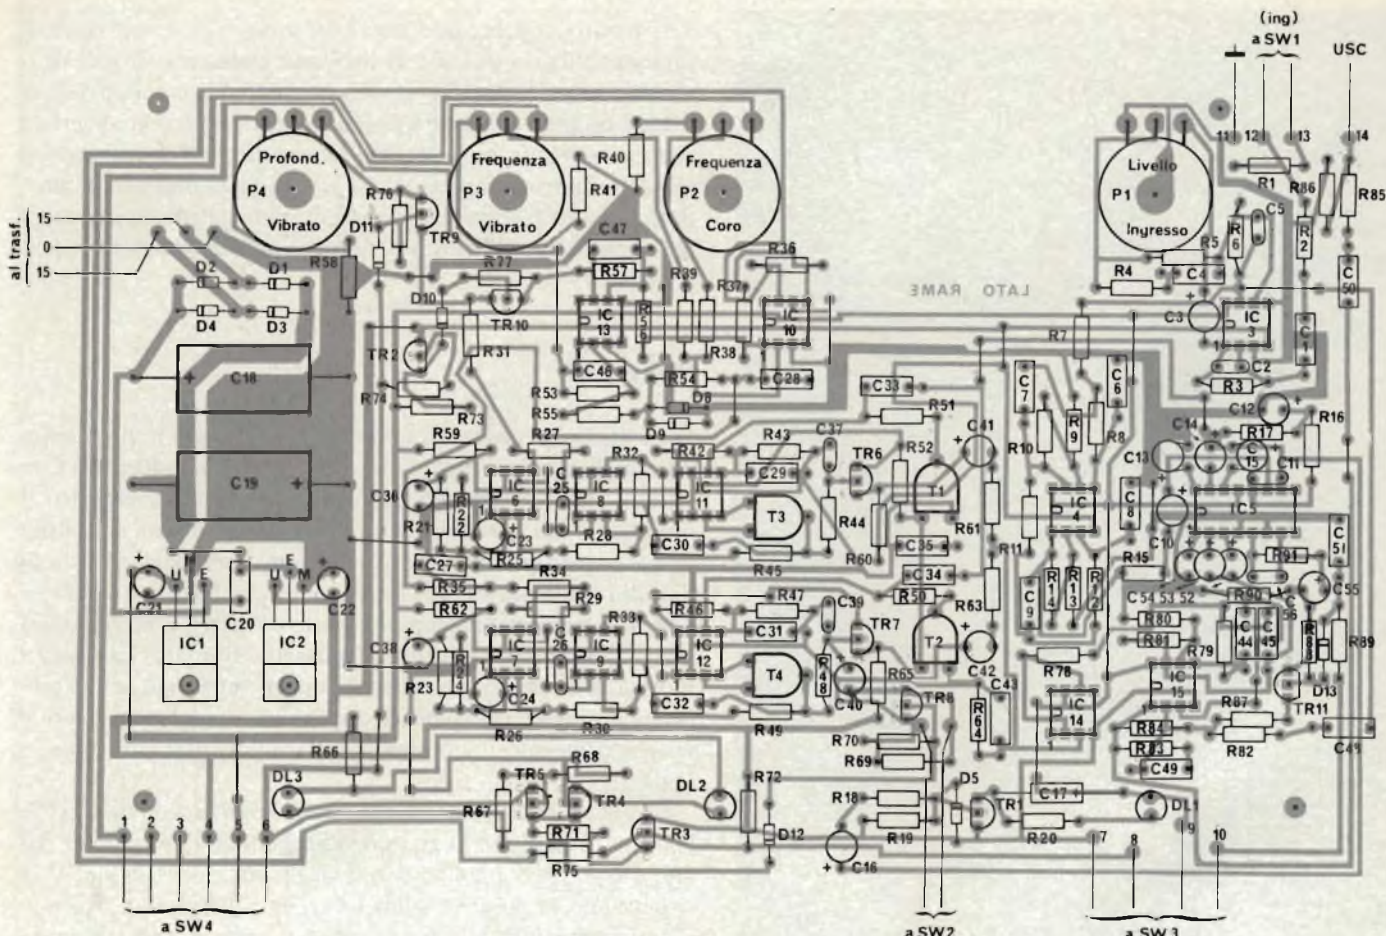 (ing)
a SW1
USC
11
12
13
14
Profond.
P4
Vibrato
Frequenza
P3
Vibrato
Frequenza
P2
Coro
Livello
P1
Ingresso
R40
R41
R76
D11
TR9
C47
R57
R77
R36
R39
R37
R1
R86
R85
C5
R6
R2
R5
C4
R4
C50
al trasf.
15
0
15
D2
D1
D4
D3
R58
D10
TR10
IC 13
R56
R38
IC 10
LATO RAME
C3
IC 3
C1
R7
TR2
R31
C46
R54
C28
C33
C2
R3
C18
R74
R73
R53
R55
D8
D9
R51
C7
C6
C41
R10
R9
R8
C12
C14
R17
R16
C13
C15
C11
R59
R27
R32
R42
R43
C37
R52
TR6
C19
C36
R21
R22
IC 6
C25
IC 8
IC 11
C29
T3
R44
T1
R61
IC 4
C8
IC5
C10
C23
R25
R28
C30
R45
R60
C35
R11
R15
R91
C51
C27
R35
R34
C34
C21
U
M
E
C20
U
E
M
C22
R62
R29
R33
R46
R47
C39
R50
R63
C9
R14
R13
R12
C54
53
52
R90
C56
C55
R80
R81
IC1
IC2
C38
R23
R24
IC 7
C26
IC 9
IC 12
C31
T4
TR7
T2
C42
R78
R79
C44
C45
R88
R89
C24
R26
R30
C32
R49
R48
C40
R65
TR8
C43
R64
IC 14
IC 15
R87
D13
TR11
R82
C48
R84
R83
C49
R66
R70
R69
R68
R72
DL3
TR5
TR4
DL2
R67
R71
R75
TR3
D12
R18
R19
D5
TR1
C17
R20
DL1
C16
1
2
3
4
5
6
7
8
9
10
a SW4
a SW2
a SW3